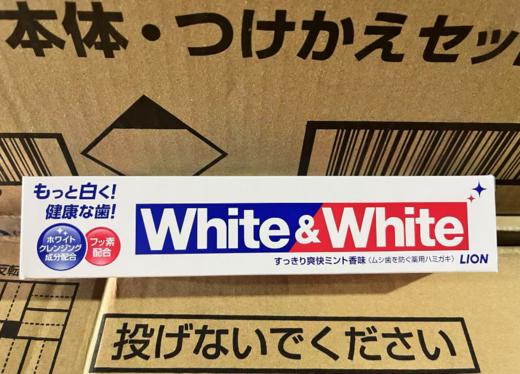 本体・つけかえセッ
もっと白く!
健康な歯!
ホワイト
クレンジング
成分配合
フッ素
配合
White & White
すっきり爽快ミント香味〈ムシ歯を防ぐ薬用ハミガキ〉 LION
反転
投げないでください